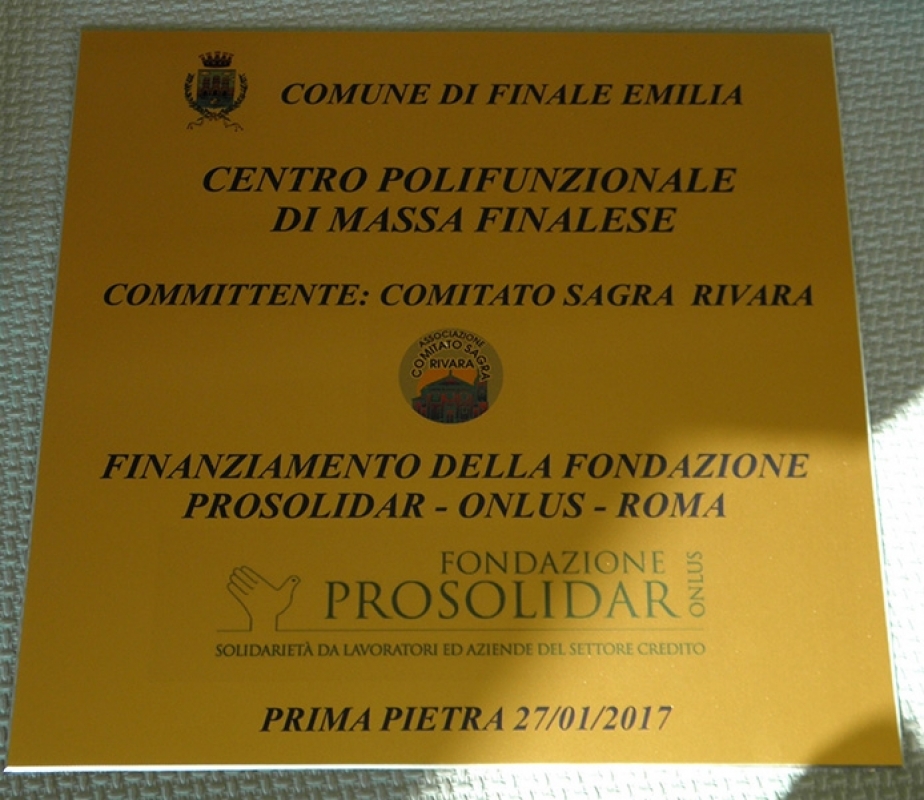 COMUNE DI FINALE EMILIA
CENTRO POLIFUNZIONALE
DI MASSA FINALESE
COMMITTENTE: COMITATO SAGRA RIVARA
ASSOCIAZIONE
COMITATO SAGRA
RIVARA
FINANZIAMENTO DELLA FONDAZIONE
PROSOLIDAR - ONLUS - ROMA
FONDAZIONE
PROSOLIDAR ONLUS
SOLIDARIETÀ DA LAVORATORI ED AZIENDE DEL SETTORE CREDITO
PRIMA PIETRA 27/01/2017